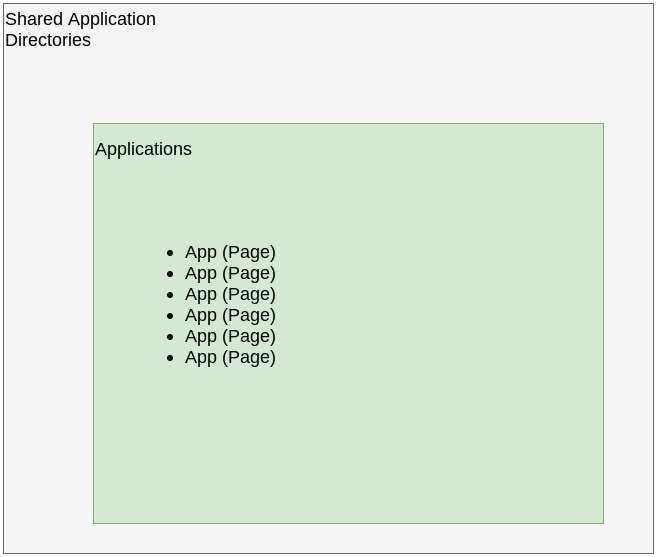 Shared Application
Directories
Applications
• App (Page)
• App (Page)
• App (Page)
• App (Page)
• App (Page)
• App (Page)